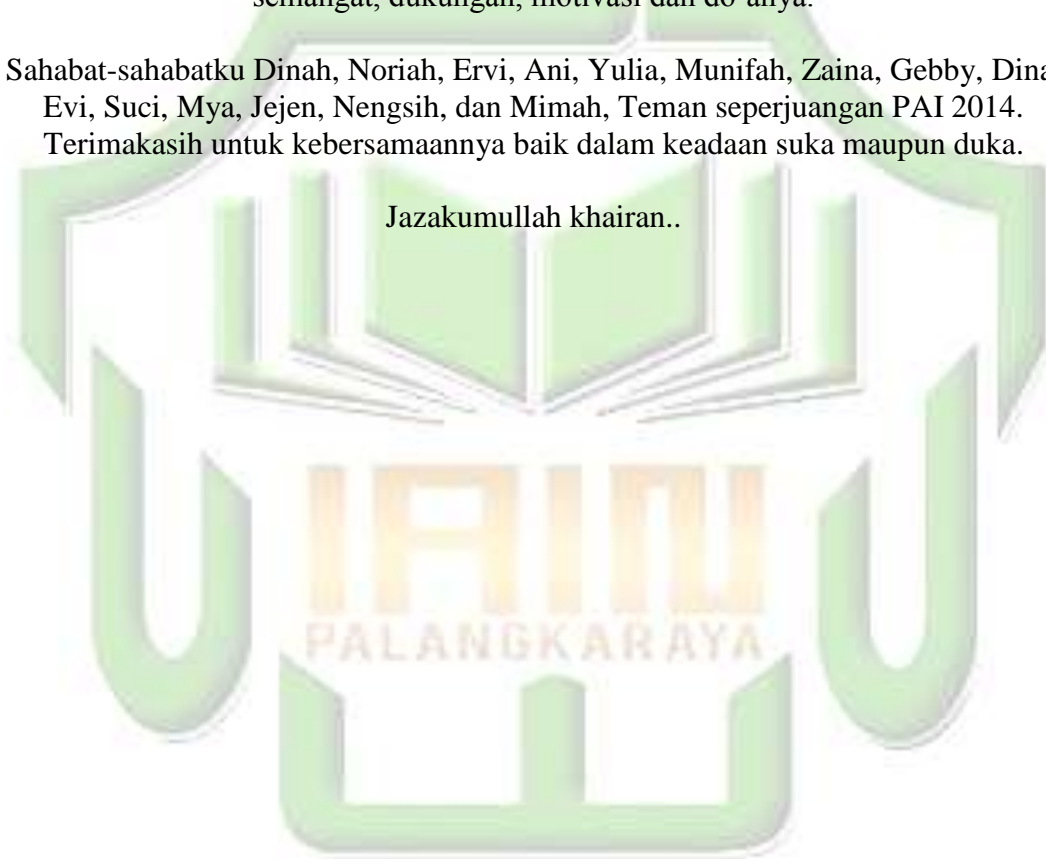 semangat, dukungan, motivasi dan do'anya.
Sahabat-sahabatku Dinah, Noriah, Ervi, Ani, Yulia, Munifah, Zaina, Gebby, Dina
Evi, Suci, Mya, Jejen, Nengsih, dan Mimah, Teman seperjuangan PAI 2014.
Terimakasih untuk kebersamaannya baik dalam keadaan suka maupun duka.
Jazakumullah khairan..
IAIN
PALANGKARAYA